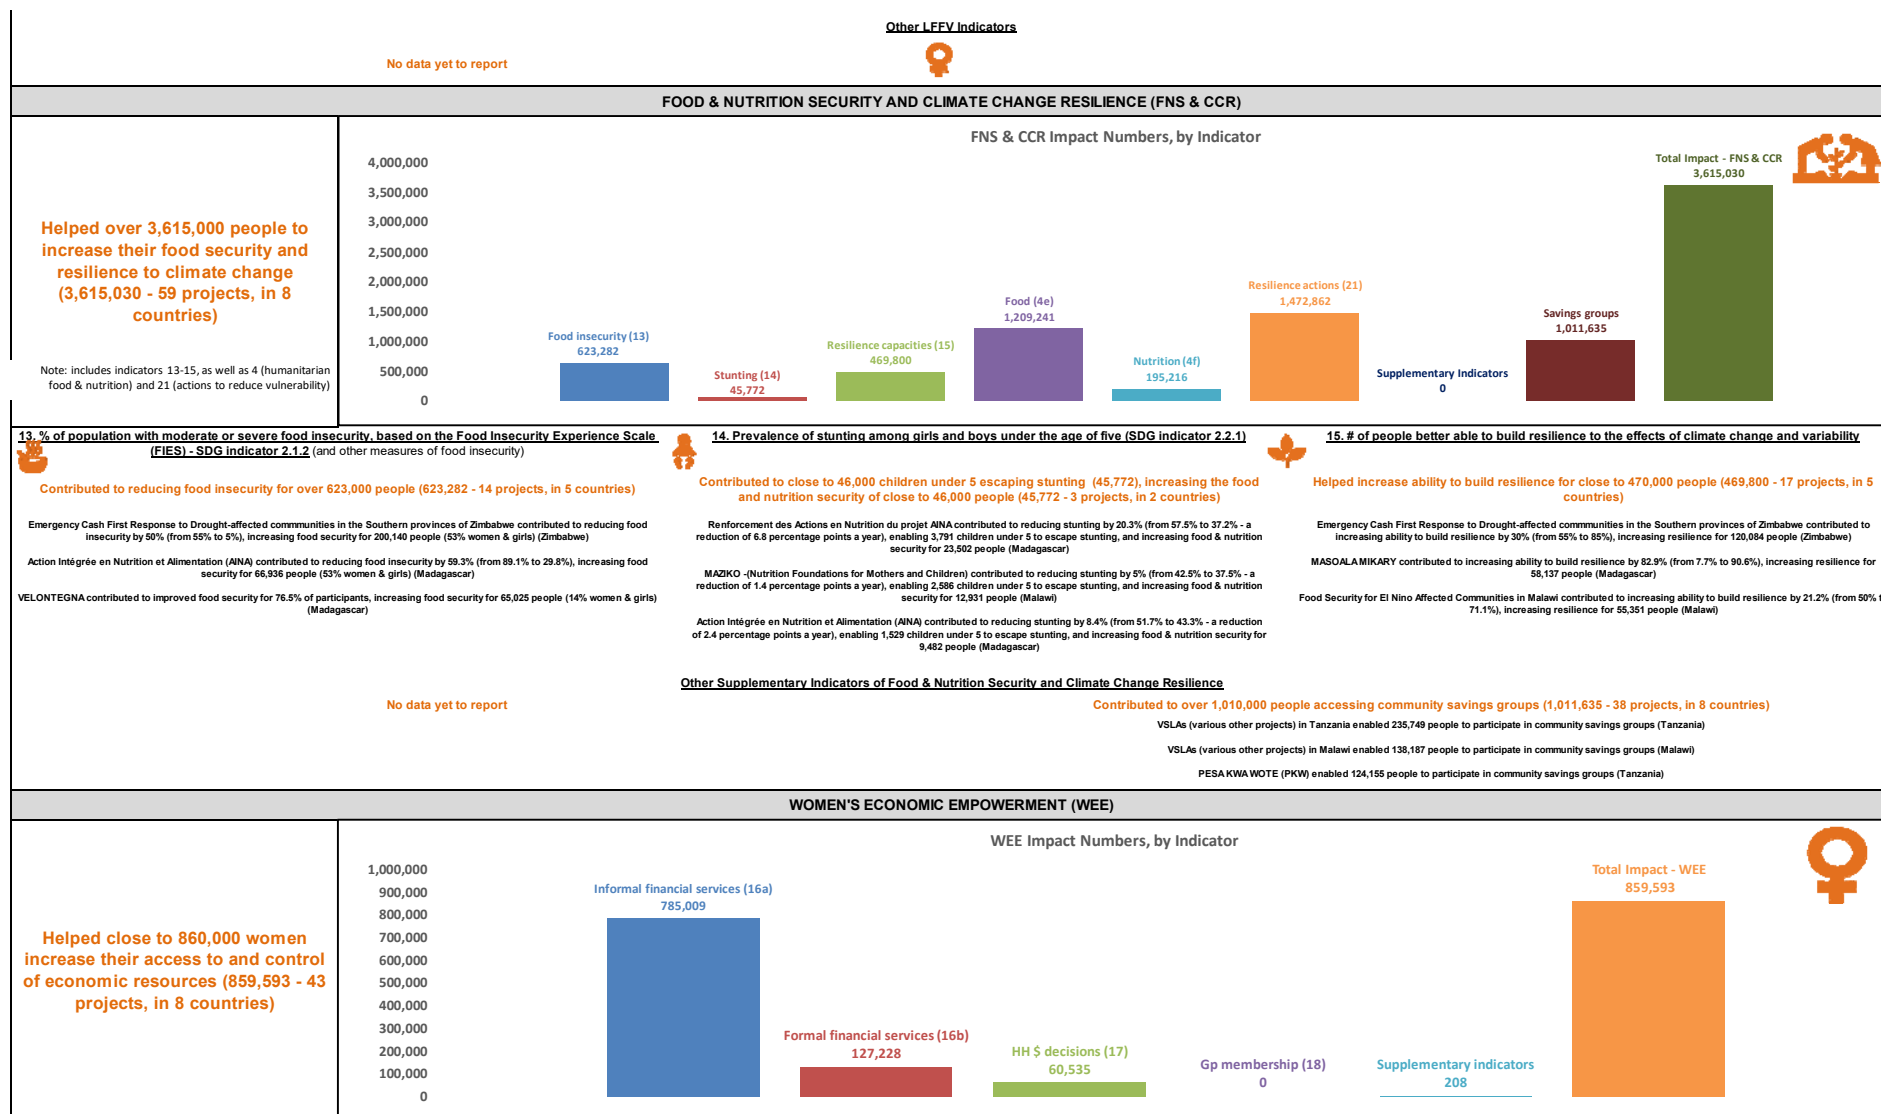 Other LFFV Indicators
No data yet to report
FOOD & NUTRITION SECURITY AND CLIMATE CHANGE RESILIENCE (FNS & CCR)
Helped over 3,615,000 people to
increase their food security and
resilience to climate change
(3,615,030 - 59 projects, in 8
countries)
Note: includes indicators 13-15, as well as 4 (humanitarian
food & nutrition) and 21 (actions to reduce vulnerability)
FNS & CCR Impact Numbers, by Indicator
4,000,000
3,500,000
3,000,000
2,500,000
2,000,000
1,500,000
1,000,000
500,000
0
Food insecurity (13)
623,282
Stunting (14)
45,772
Resilience capacities (15)
469,800
Food (4e)
1,209,241
Nutrition (4f)
195,216
Resilience actions (21)
1,472,862
Supplementary Indicators
0
Savings groups
1,011,635
Total Impact - FNS & CCR
3,615,030
13. % of population with moderate or severe food insecurity, based on the Food Insecurity Experience Scale
(FIES) - SDG indicator 2.1.2 (and other measures of food insecurity)
Contributed to reducing food insecurity for over 623,000 people (623,282 - 14 projects, in 5 countries)
Emergency Cash First Response to Drought-affected commmunities in the Southern provinces of Zimbabwe contributed to reducing food
insecurity by 50% (from 55% to 5%), increasing food security for 200,140 people (53% women & girls) (Zimbabwe)
Action Intégrée en Nutrition et Alimentation (AINA) contributed to reducing food insecurity by 59.3% (from 89.1% to 29.8%), increasing food
security for 66,936 people (53% women & girls) (Madagascar)
VELONTEGNA contributed to improved food security for 76.5% of participants, increasing food security for 65,025 people (14% women & girls)
(Madagascar)
14. Prevalence of stunting among girls and boys under the age of five (SDG indicator 2.2.1)
Contributed to close to 46,000 children under 5 escaping stunting  (45,772), increasing the food
and nutrition security of close to 46,000 people (45,772 - 3 projects, in 2 countries)
Renforcement des Actions en Nutrition du projet AINA contributed to reducing stunting by 20.3% (from 57.5% to 37.2% - a
reduction of 6.8 percentage points a year), enabling 3,791 children under 5 to escape stunting, and increasing food & nutrition
security for 23,502 people (Madagascar)
MAZIKO -(Nutrition Foundations for Mothers and Children) contributed to reducing stunting by 5% (from 42.5% to 37.5% - a
reduction of 1.4 percentage points a year), enabling 2,586 children under 5 to escape stunting, and increasing food & nutrition
security for 12,931 people (Malawi)
Action Intégrée en Nutrition et Alimentation (AINA) contributed to reducing stunting by 8.4% (from 51.7% to 43.3% - a reduction
of 2.4 percentage points a year), enabling 1,529 children under 5 to escape stunting, and increasing food & nutrition security for
9,482 people (Madagascar)
15. # of people better able to build resilience to the effects of climate change and variability
Helped increase ability to build resilience for close to 470,000 people (469,800 - 17 projects, in 5
countries)
Emergency Cash First Response to Drought-affected commmunities in the Southern provinces of Zimbabwe contributed to
increasing ability to build resilience by 30% (from 55% to 85%), increasing resilience for 120,084 people (Zimbabwe)
MASOALA MIKARY contributed to increasing ability to build resilience by 82.9% (from 7.7% to 90.6%), increasing resilience for
58,137 people (Madagascar)
Food Security for El Nino Affected Communities in Malawi contributed to increasing ability to build resilience by 21.2% (from 50% t
71.1%), increasing resilience for 55,351 people (Malawi)
Other Supplementary Indicators of Food & Nutrition Security and Climate Change Resilience
No data yet to report
Contributed to over 1,010,000 people accessing community savings groups (1,011,635 - 38 projects, in 8 countries)
VSLAs (various other projects) in Tanzania enabled 235,749 people to participate in community savings groups (Tanzania)
VSLAs (various other projects) in Malawi enabled 138,187 people to participate in community savings groups (Malawi)
PESA KWA WOTE (PKW) enabled 124,155 people to participate in community savings groups (Tanzania)
WOMEN'S ECONOMIC EMPOWERMENT (WEE)
Helped close to 860,000 women
increase their access to and control
of economic resources (859,593 - 43
projects, in 8 countries)
WEE Impact Numbers, by Indicator
1,000,000
900,000
800,000
700,000
600,000
500,000
400,000
300,000
200,000
100,000
0
Informal financial services (16a)
785,009
Formal financial services (16b)
127,228
HH $ decisions (17)
60,535
Gp membership (18)
0
Supplementary indicators
208
Total Impact - WEE
859,593